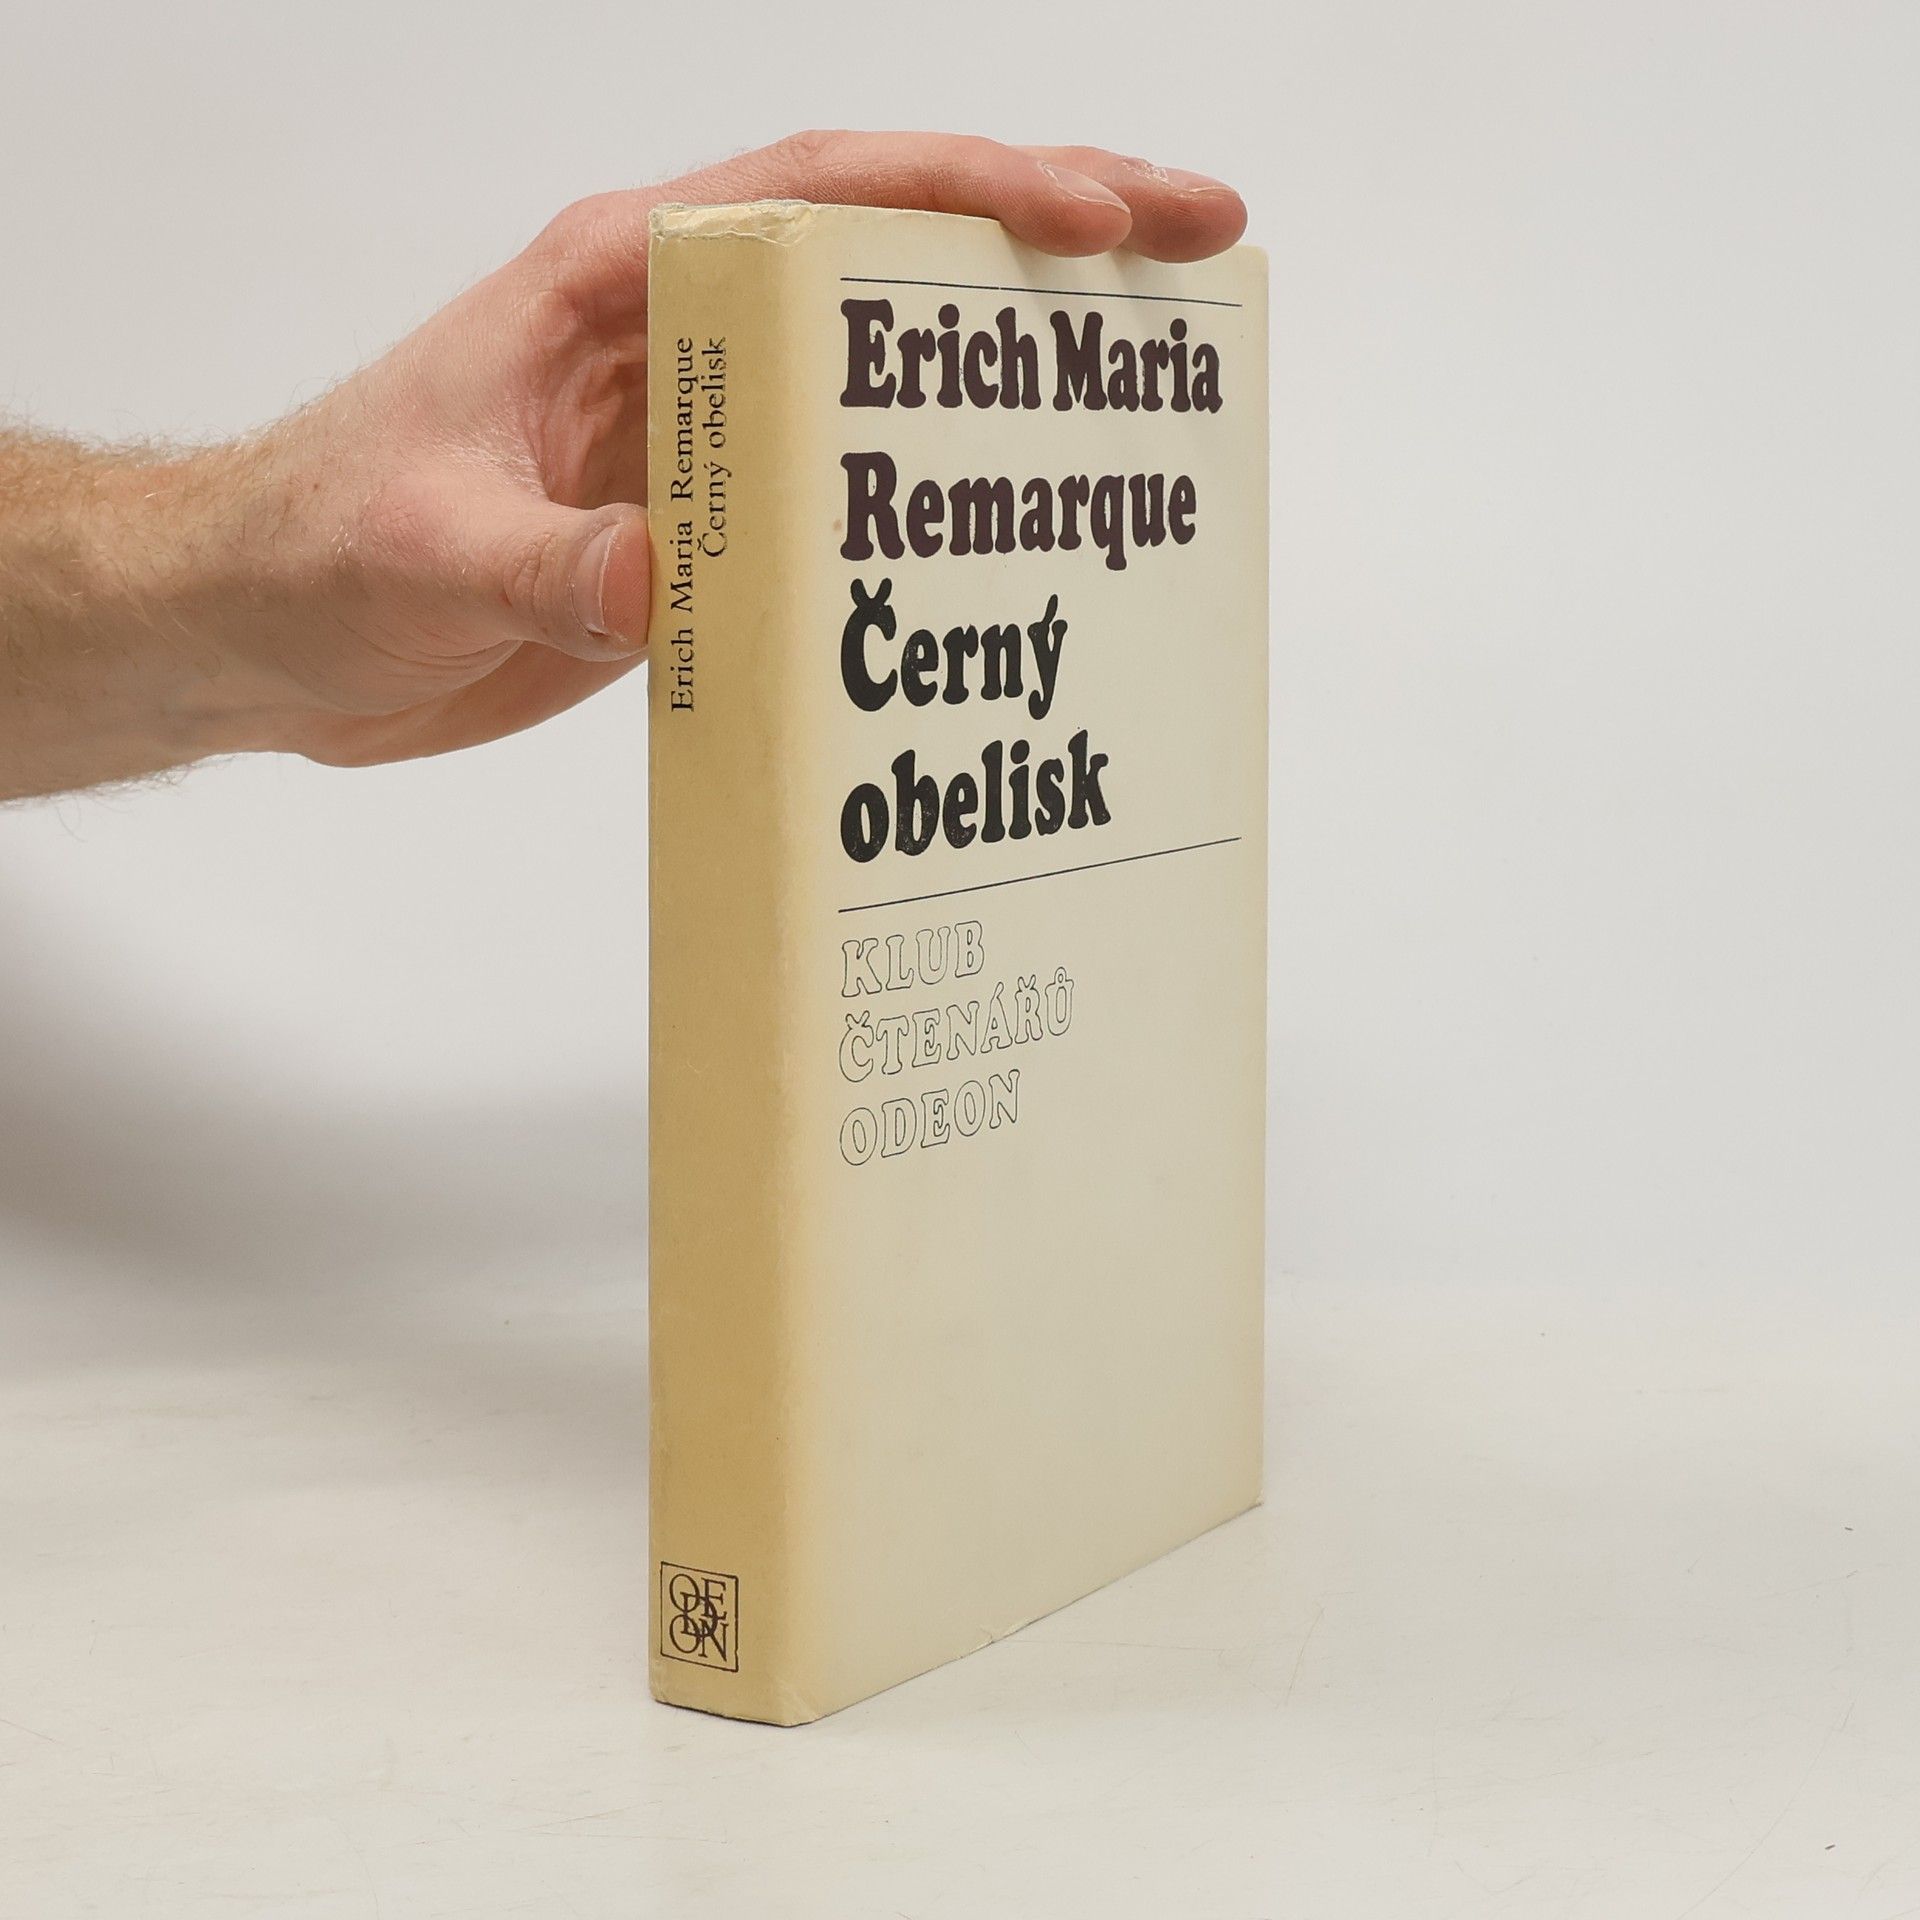 Erich Maria Remarque
Černý obelisk
Erich Maria
Remarque
Černý
obelisk
KLUB
ČTENÁŘŮ
ODEON
ODEON